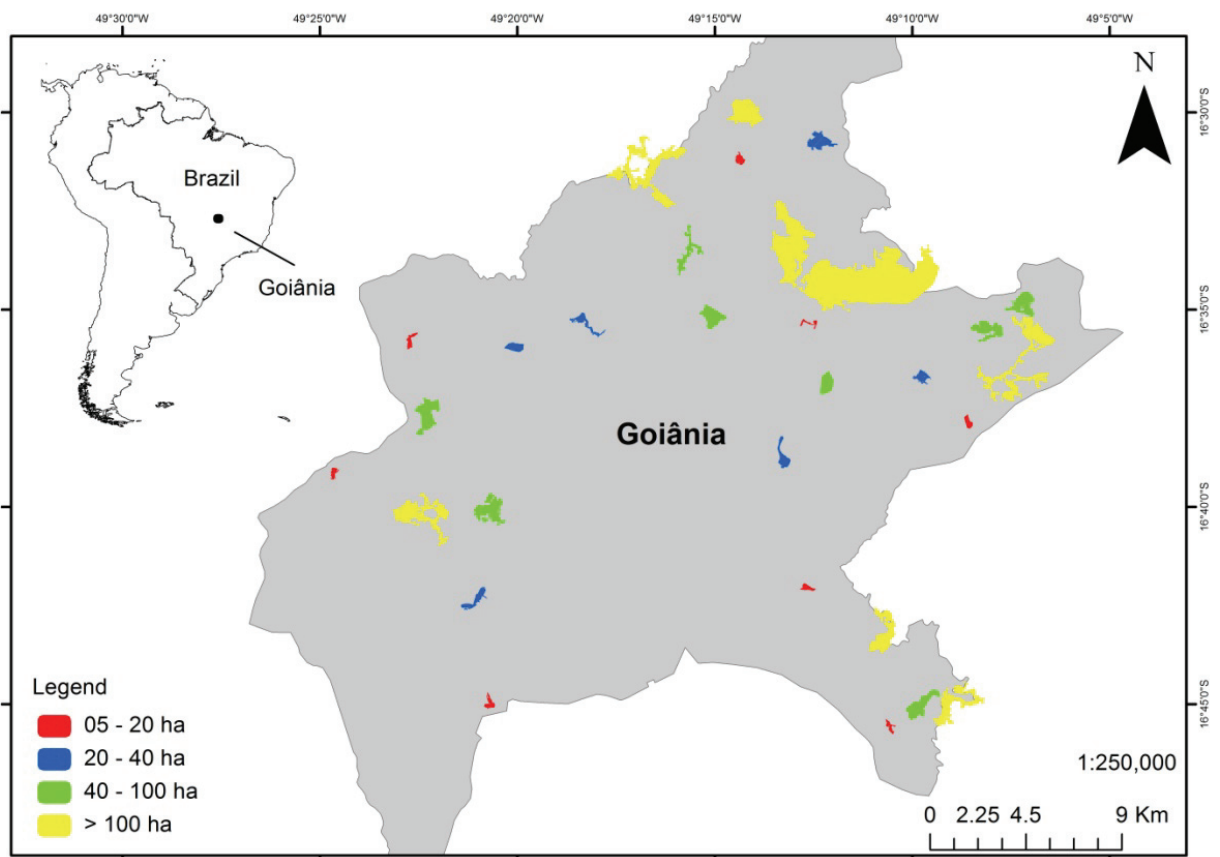 49°30'0"W
49°25'0"W
49°20'0"W
49°15'0"W
49°10'0"W
49°5'0"W
N
16°30'0"S
Brazil
Goiânia
16°35'0"S
Goiânia
16°40'0"S
Legend
16°45'0"S
05 - 20 ha
20 - 40 ha
1:250,000
40 - 100 ha
0 2.25 4.5 9 Km
> 100 ha